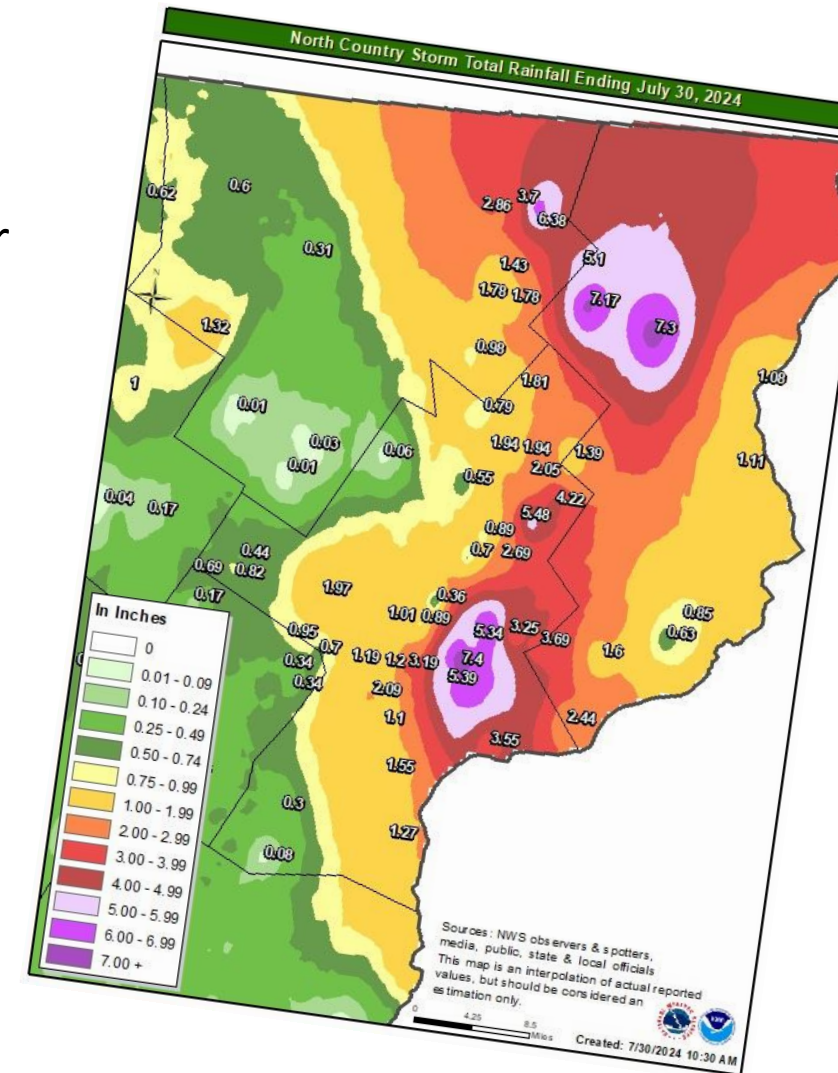 r
North Country Storm Total Rainfall Ending July 30, 2024
0.62
0.6
2.86
3.7
6.38
0.31
1.43
5.1
1.78
1.78
7.17
N
1.32
7.3
0.98
1
1.81
1.08
0.01
0.79
0.03
0.06
1.94
1.94
1.39
0.01
2.05
1.11
0.55
0.04
0.17
4.22
5.48
0.44
0.89
0.69
0.82
0.7
2.69
0.17
1.97
0.36
1.01
0.89
0.85
0.95
5.34
3.25
3.69
0.63
0.7
0.34
1.19
1.2
3.19
7.4
1.6
0.34
2.09
5.39
1.1
2.44
3.55
1.55
0.3
1.27
0.08
In Inches
0
0.01 - 0.09
0.10 - 0.24
0.25 - 0.49
0.50 - 0.74
0.75 - 0.99
1.00 - 1.99
2.00 - 2.99
3.00 - 3.99
4.00 - 4.99
5.00 - 5.99
6.00 - 6.99
7.00 +
Sources: NWS observers & spotters,
media, public, state & local officials
This map is an interpolation of actual reported
values, but should be considered an
estimation only.
0 4.25 8.5
Miles
Created: 7/30/2024 10:30 AM